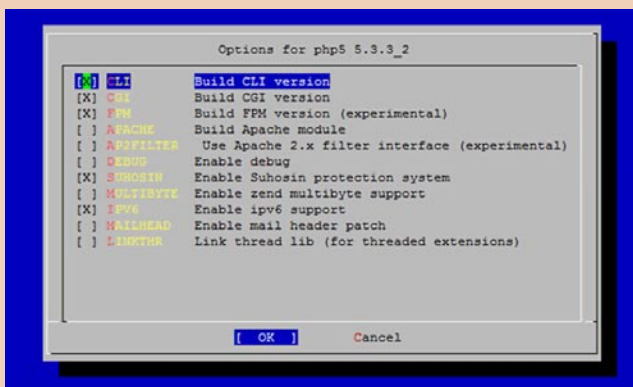 Options for php5 5.3.3_2
[X] CLI Build CLI version
[X] CGI Build CGI version
[X] FPM Build FPM version (experimental)
[ ] APACHE Build Apache module
[ ] AP2FILTER Use Apache 2.x filter interface (experimental)
[ ] DEBUG Enable debug
[X] SUHOSIN Enable Suhosin protection system
[ ] MULTIBYTE Enable zend multibyte support
[X] IPV6 Enable ipv6 support
[ ] MAILHEAD Enable mail header patch
[ ] LINKTHR Link thread lib (for threaded extensions)
[ OK ] Cancel